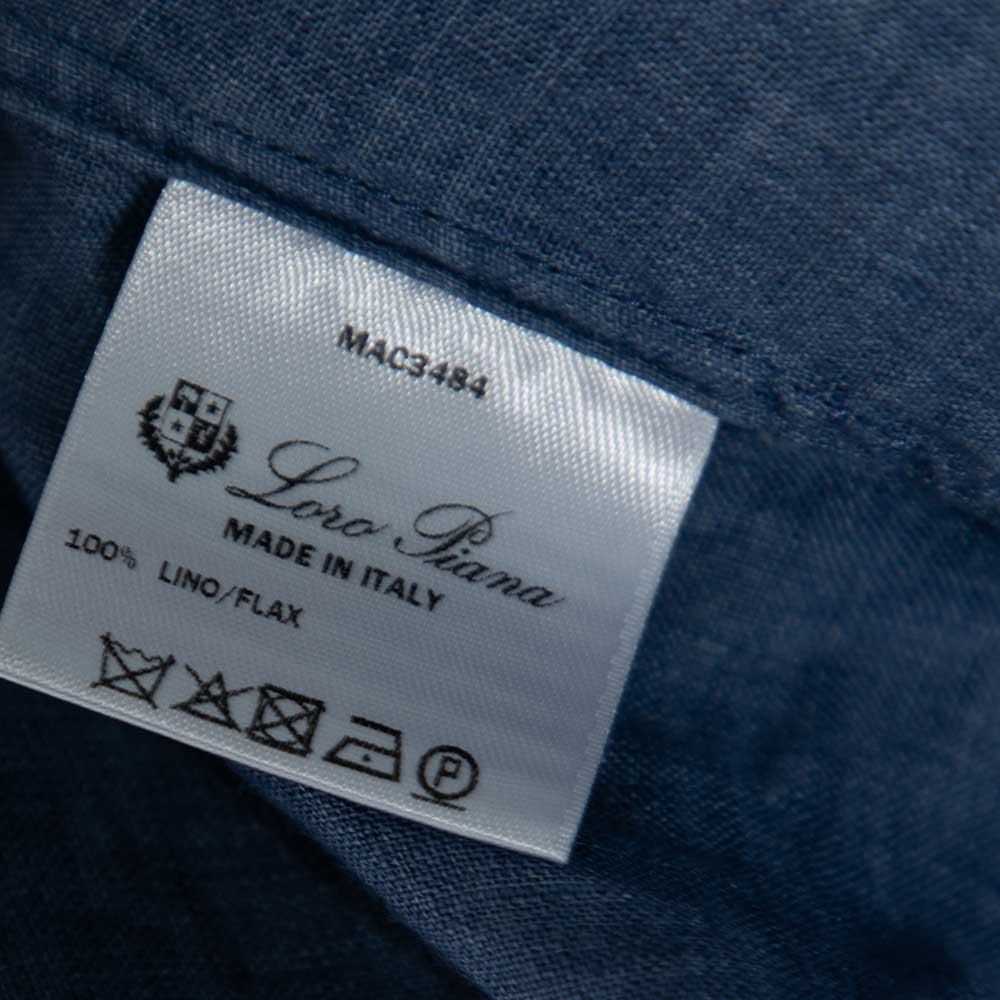 MAC3484
Loro Piana
MADE IN ITALY
100% LINO/FLAX
P